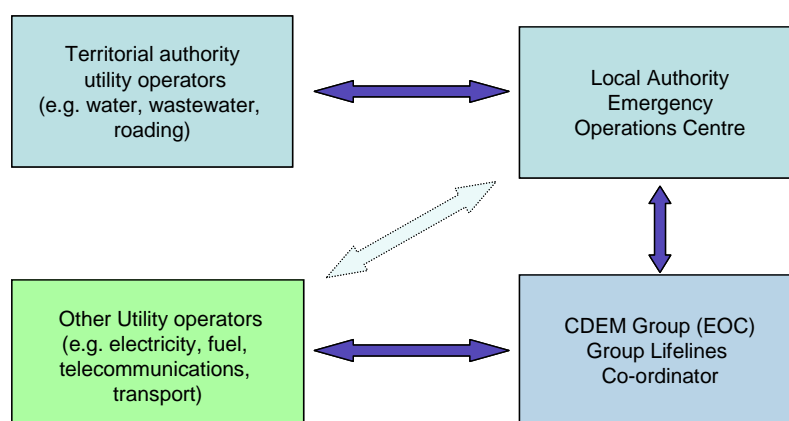 Territorial authority
utility operators
(e.g. water, wastewater,
roading)
Local Authority
Emergency
Operations Centre
Other Utility operators
(e.g. electricity, fuel,
telecommunications,
transport)
CDEM Group (EOC)
Group Lifelines
Co-ordinator